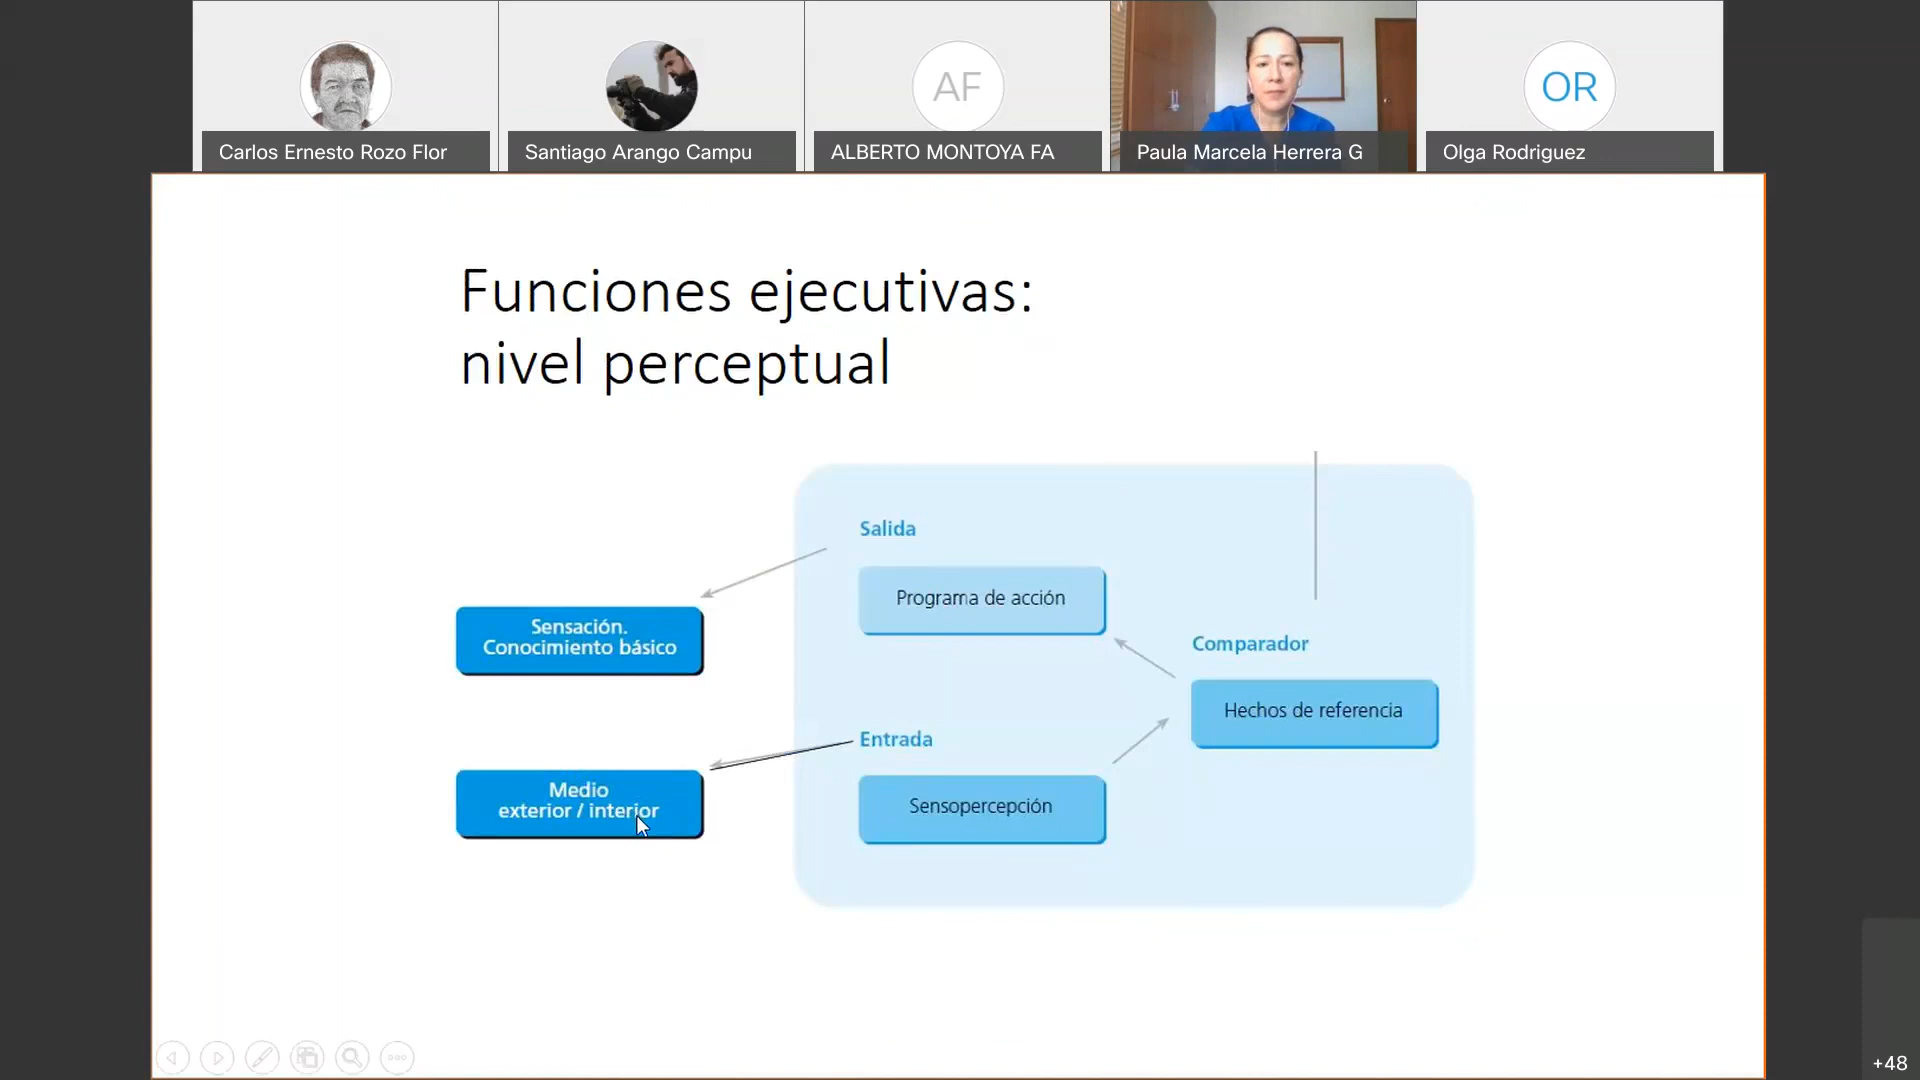 AF
OR
Carlos Ernesto Rozo Flor
Santiago Arango Campu
ALBERTO MONTOYA FA
Paula Marcela Herrera G
Olga Rodriguez
Funciones ejecutivas:
nivel perceptual
Salida
Programa de acción
Sensación.
Conocimiento básico
Comparador
Hechos de referencia
Entrada
Medio
exterior / interior
Sensopercepción
+48